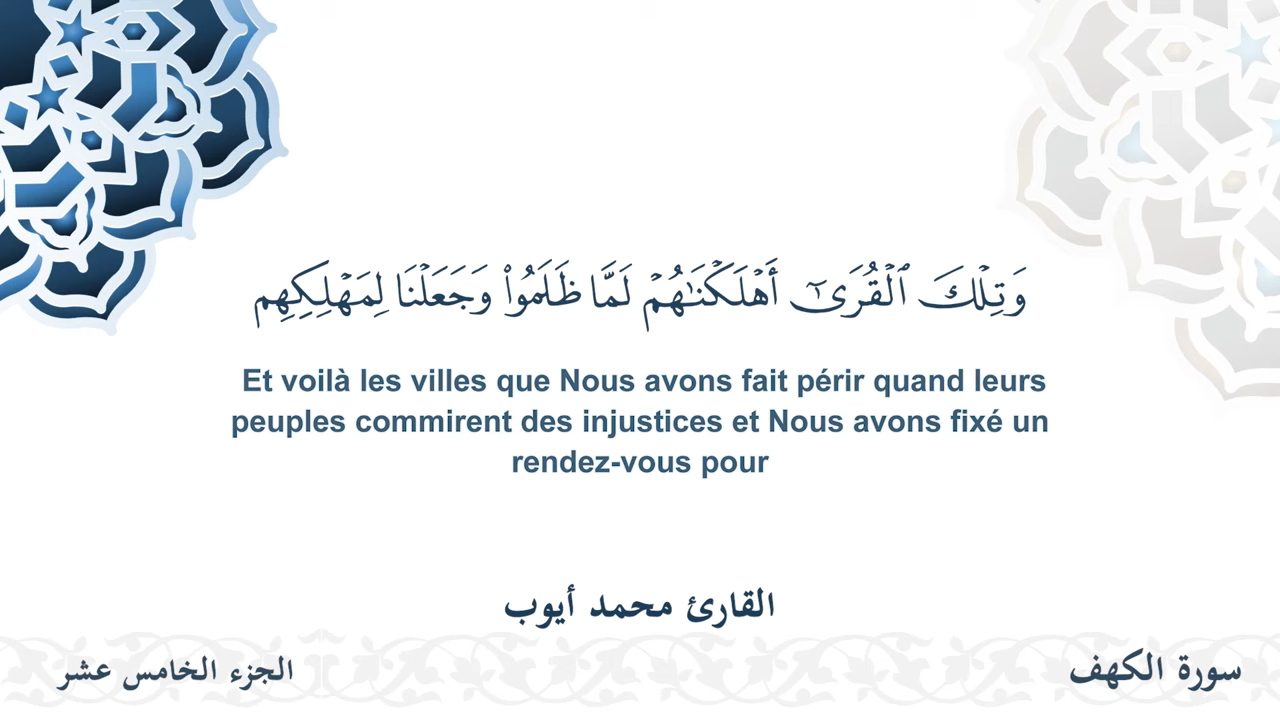 وَتِلْكَ ٱلْقُرَىٰٓ أَهْلَكْنَـٰهُمْ لَمَّا ظَلَمُوا۟ وَجَعَلْنَا لِمَهْلِكِهِم
Et voilà les villes que Nous avons fait périr quand leurs
peuples commirent des injustices et Nous avons fixé un
rendez-vous pour
القارئ محمد أيوب
سورة الكهف
الجزء الخامس عشر